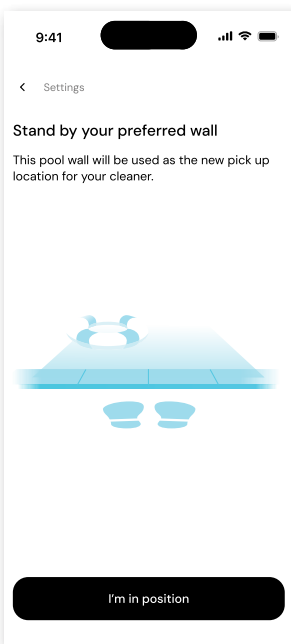 9:41
Settings
Stand by your preferred wall
This pool wall will be used as the new pick up
location for your cleaner.
I'm in position